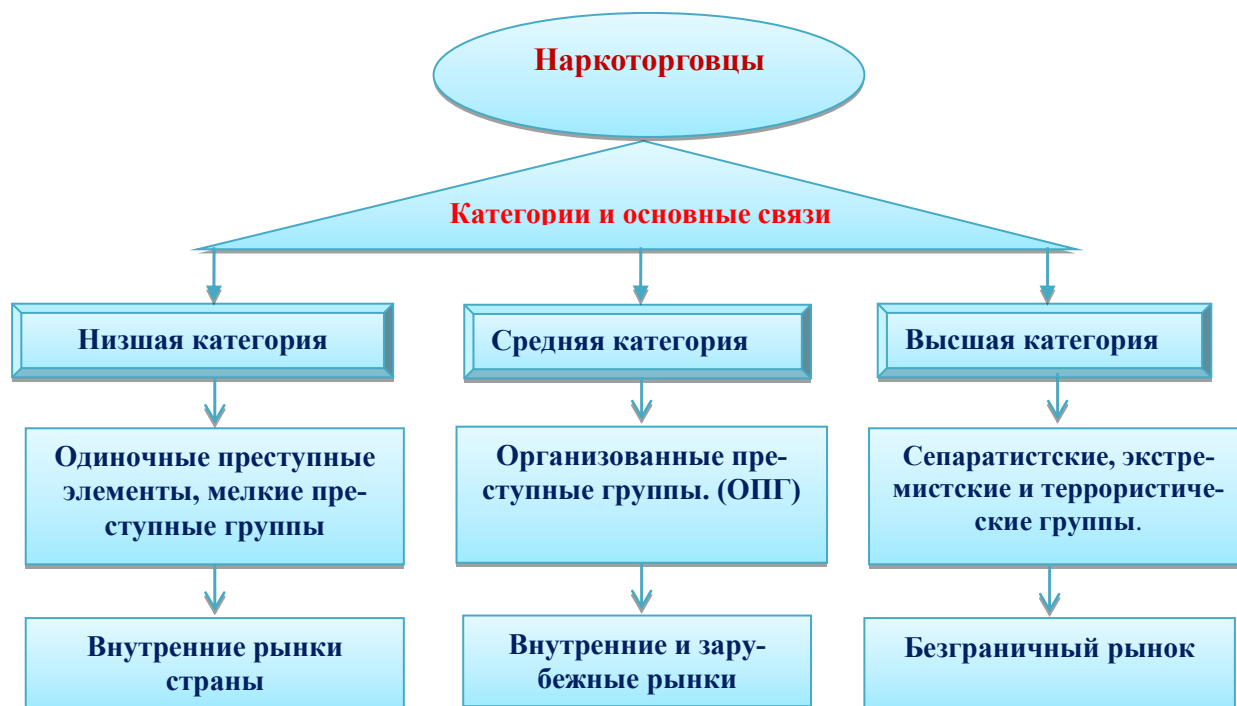 Наркоторговцы
Категории и основные связи
Низшая категория
Средняя категория
Высшая категория
Одиночные преступные
элементы, мелкие пре-
ступные группы
Организованные пре-
ступные группы. (ОПГ)
Сепаратистские, экстре-
мистские и террористиче-
ские группы.
Внутренние рынки
страны
Внутренние и зару-
бежные рынки
Безграничный рынок